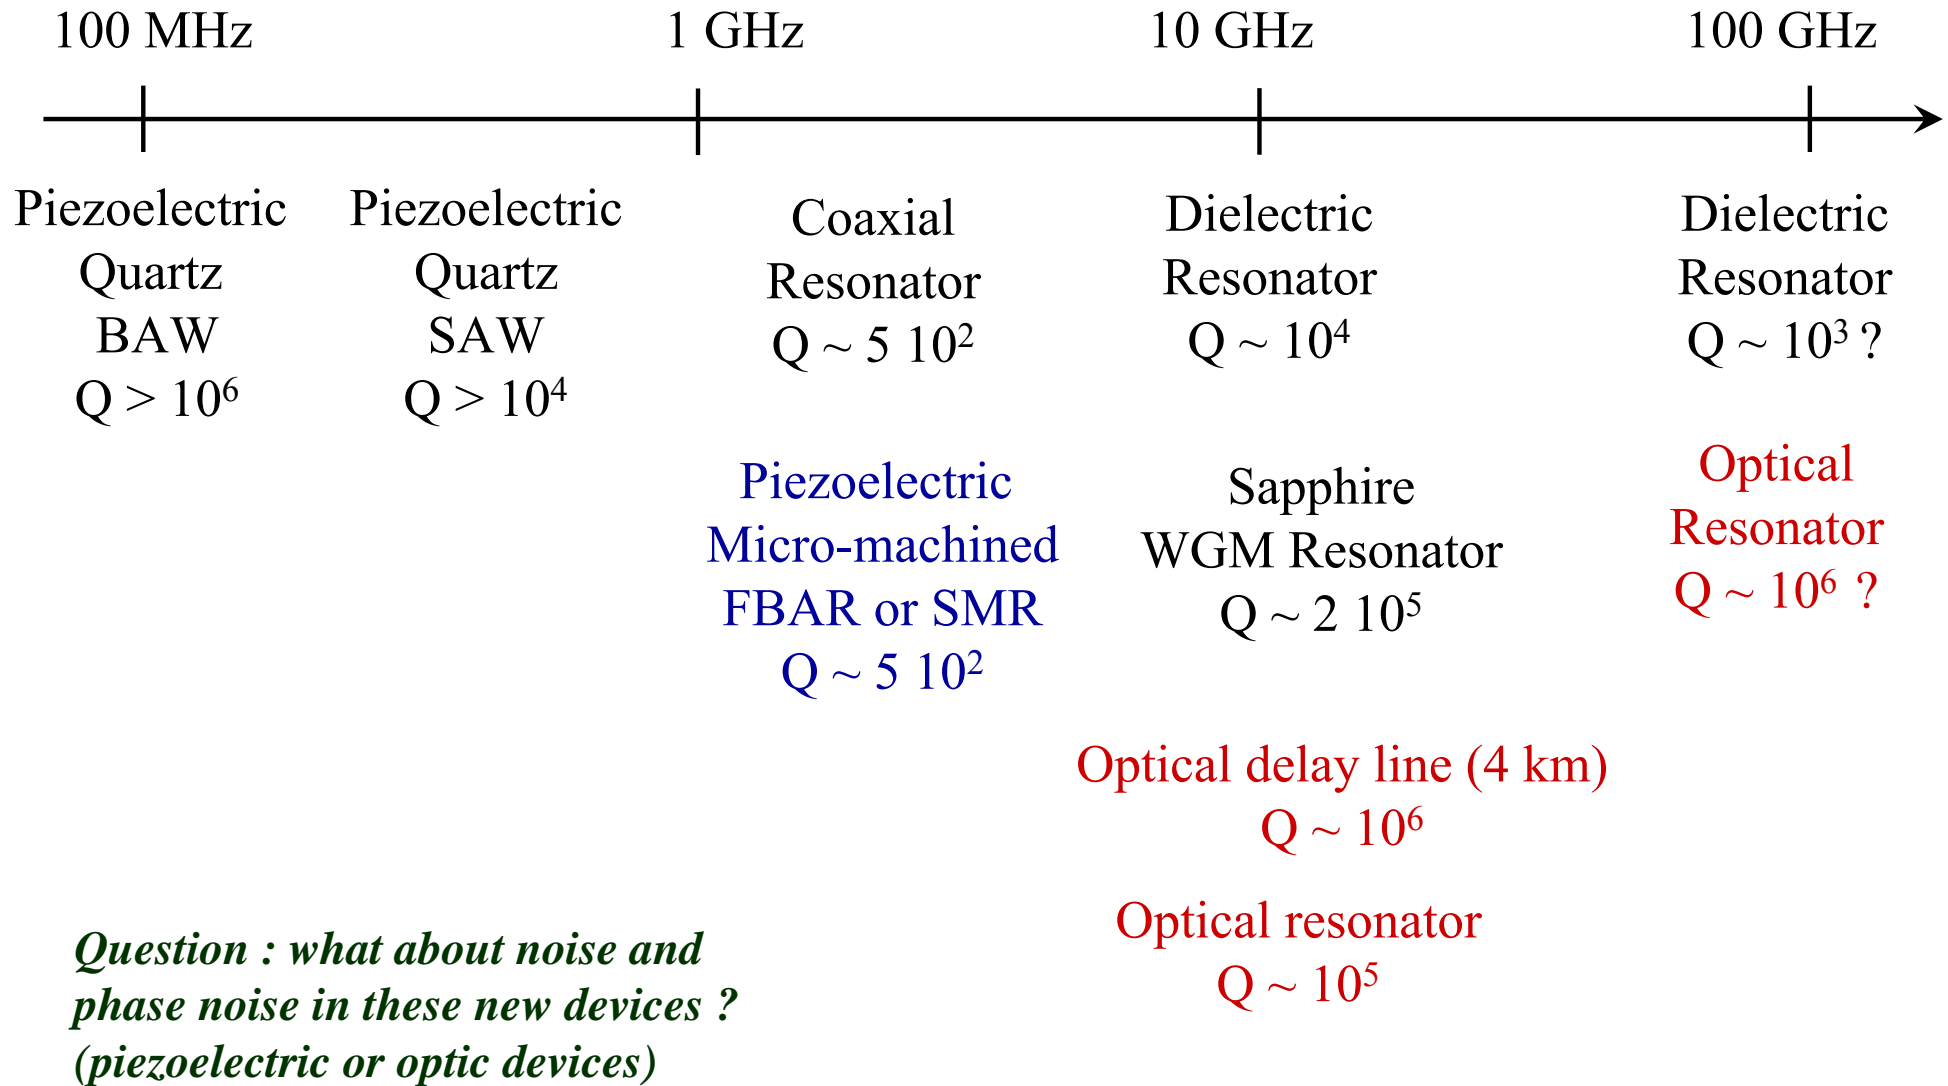 100 MHz
1 GHz
10 GHz
100 GHz
Piezoelectric
Quartz
BAW
Q > 10⁶
Piezoelectric
Quartz
SAW
Q > 10⁴
Coaxial
Resonator
Q ~ 5 10²
Dielectric
Resonator
Q ~ 10⁴
Dielectric
Resonator
Q ~ 10³ ?
Piezoelectric
Micro-machined
FBAR or SMR
Q ~ 5 10²
Sapphire
WGM Resonator
Q ~ 2 10⁵
Optical
Resonator
Q ~ 10⁶ ?
Optical delay line (4 km)
Q ~ 10⁶
Optical resonator
Q ~ 10⁵
Question : what about noise and
phase noise in these new devices ?
(piezoelectric or optic devices)